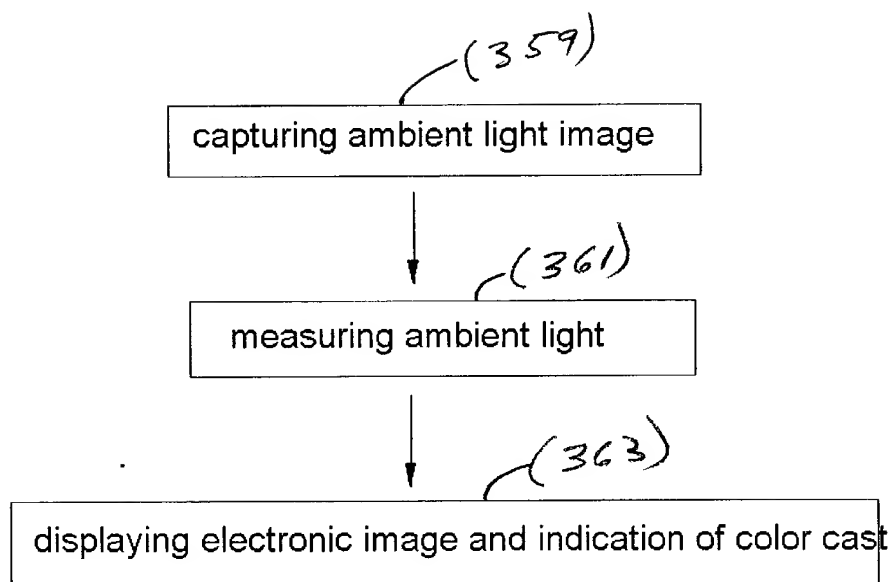 (359)
capturing ambient light image
(361)
measuring ambient light
(363)
displaying electronic image and indication of color cast